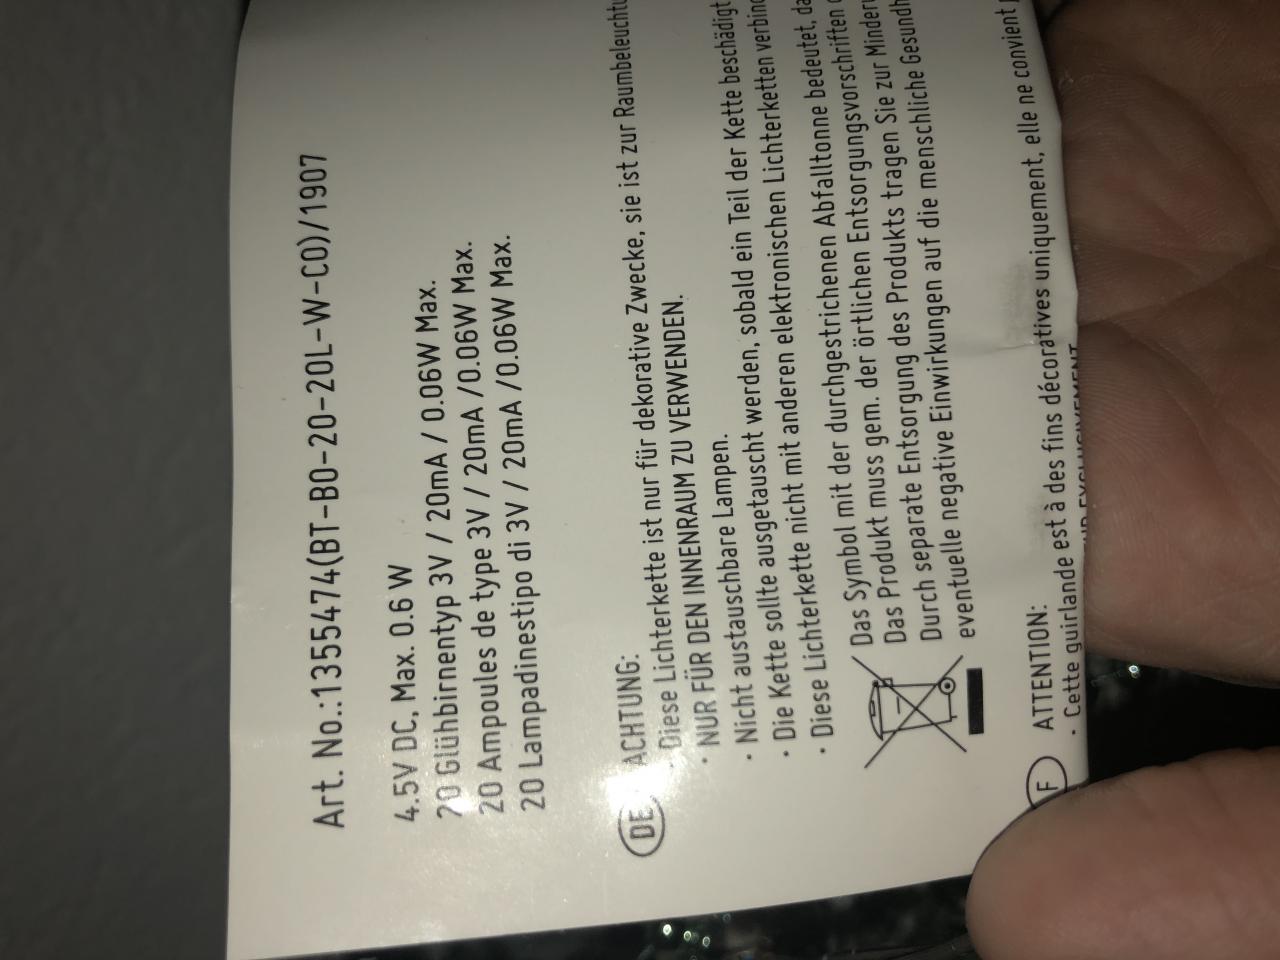 Art. No.:1355474(BT-BO-20-20L-W-CO)/1907
4.5V DC, Max. 0.6 W
20 Glühbirnentyp 3V / 20mA / 0.06W Max.
20 Ampoules de type 3V / 20mA /0.06W Max.
20 Lampadinestipo di 3V / 20mA /0.06W Max.
DE ACHTUNG:
· Diese Lichterkette ist nur für dekorative Zwecke, sie ist zur Raumbeleuchtu
· NUR FÜR DEN INNENRAUM ZU VERWENDEN.
· Nicht austauschbare Lampen.
· Die Kette sollte ausgetauscht werden, sobald ein Teil der Kette beschädigt
· Diese Lichterkette nicht mit anderen elektronischen Lichterketten verbin
Das Symbol mit der durchgestrichenen Abfalltonne bedeutet, da
Das Produkt muss gem. der örtlichen Entsorgungsvorschriften
Durch separate Entsorgung des Produkts tragen Sie zur Minder
eventuelle negative Einwirkungen auf die menschliche Gesundh
F ATTENTION:
· Cette guirlande est à des fins décoratives uniquement, elle ne convient
EXCLUSIVEMENT